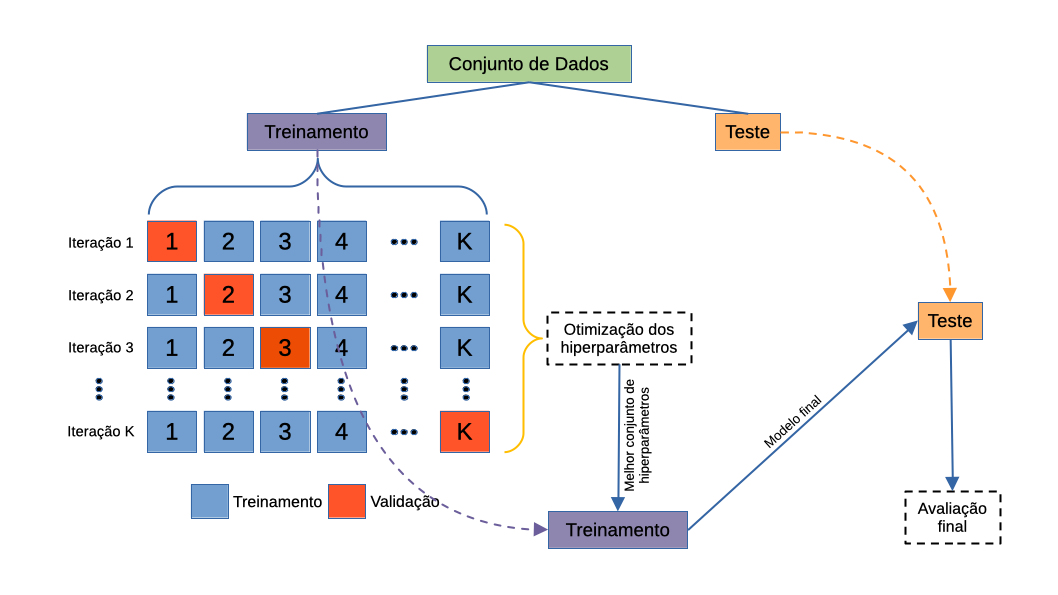 Conjunto de Dados
Treinamento
Teste
Iteração 1
1 2 3 4 K
Iteração 2
1 2 3 4 K
Iteração 3
1 2 3 4 K
Iteração K
1 2 3 4 K
Treinamento
Validação
Otimização dos
hiperparâmetros
Melhor conjunto de
hiperparâmetros
Treinamento
Modelo final
Teste
Avaliação
final